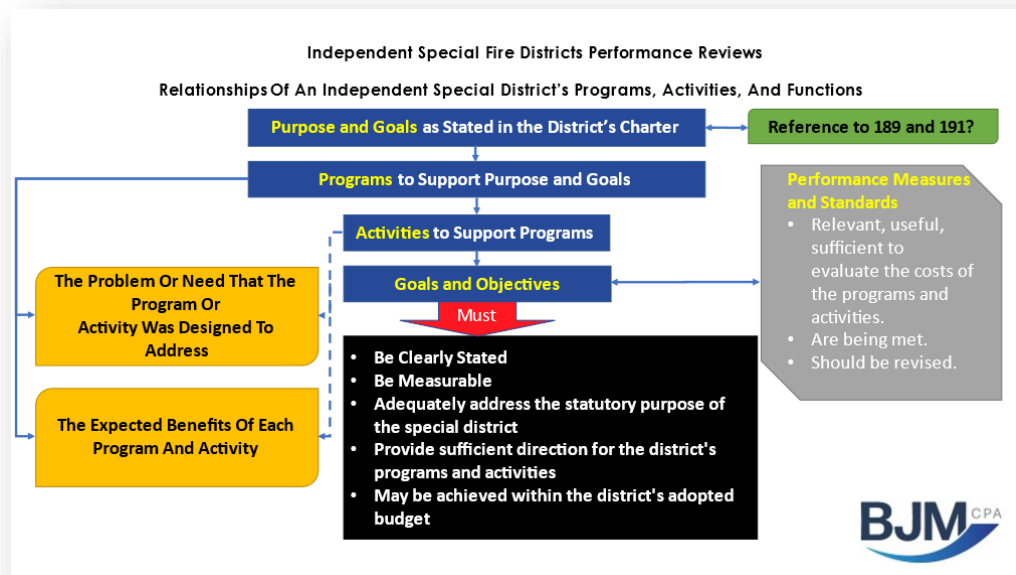 Independent Special Fire Districts Performance Reviews
Relationships Of An Independent Special District's Programs, Activities, And Functions
Purpose and Goals as Stated in the District's Charter
Reference to 189 and 191?
Programs to Support Purpose and Goals
Activities to Support Programs
Goals and Objectives
Must
The Problem Or Need That The
Program Or
Activity Was Designed To
Address
The Expected Benefits Of Each
Program And Activity
• Be Clearly Stated
• Be Measurable
• Adequately address the statutory purpose of
the special district
• Provide sufficient direction for the district's
programs and activities
• May be achieved within the district's adopted
budget
Performance Measures
and Standards
• Relevant, useful,
sufficient to
evaluate the costs of
the programs and
activities.
• Are being met.
• Should be revised.
BJM CPA